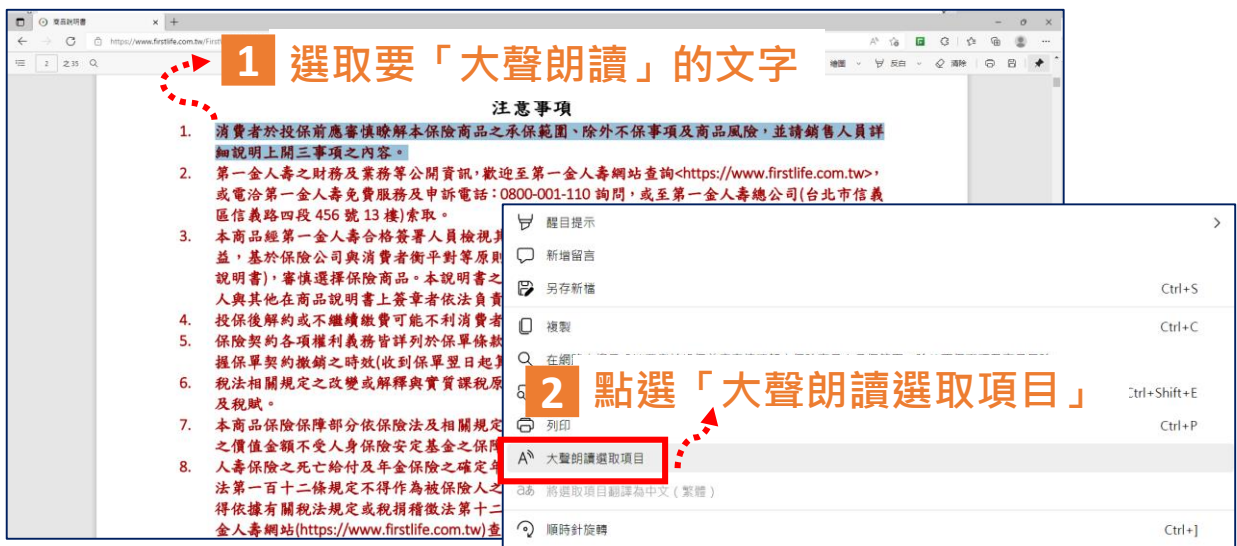 商品說明書
https://www.firstlife.com.tw/First
1 選取要「大聲朗讀」的文字
2 之35
繪圖 反白 清除
注意事項
1. 消費者於投保前應審慎瞭解本保險商品之承保範圍、除外不保事項及商品風險,並請銷售人員詳
細說明上開三事項之內容。
2. 第一金人壽之財務及業務等公開資訊,歡迎至第一金人壽網站查詢<https://www.firstlife.com.tw>,
或電洽第一金人壽免費服務及申訴電話:0800-001-110 詢問,或至第一金人壽總公司(台北市信義
區信義路四段 456 號 13 樓)索取。
3. 本商品經第一金人壽合格簽署人員檢視其
益,基於保險公司與消費者衡平對等原則
說明書),審慎選擇保險商品。本說明書之
人與其他在商品說明書上簽章者依法負責
4. 投保後解約或不繼續繳費可能不利消費者
5. 保險契約各項權利義務皆詳列於保單條款
握保單契約撤銷之時效(收到保單翌日起算
6. 稅法相關規定之改變或解釋與實質課稅原
及稅賦。
7. 本商品保險保障部分依保險法及相關規定
之價值金額不受人身保險安定基金之保障
8. 人壽保險之死亡給付及年金保險之確定年
法第一百十二條規定不得作為被保險人之
得依據有關稅法規定或稅捐稽徵法第十二
金人壽網站(https://www.firstlife.com.tw)查
醒目提示
新增留言
另存新檔 Ctrl+S
複製 Ctrl+C
在網
2 點選「大聲朗讀選取項目」
Ctrl+Shift+E
列印 Ctrl+P
大聲朗讀選取項目
將選取項目翻譯為中文(繁體)
順時針旋轉 Ctrl+]